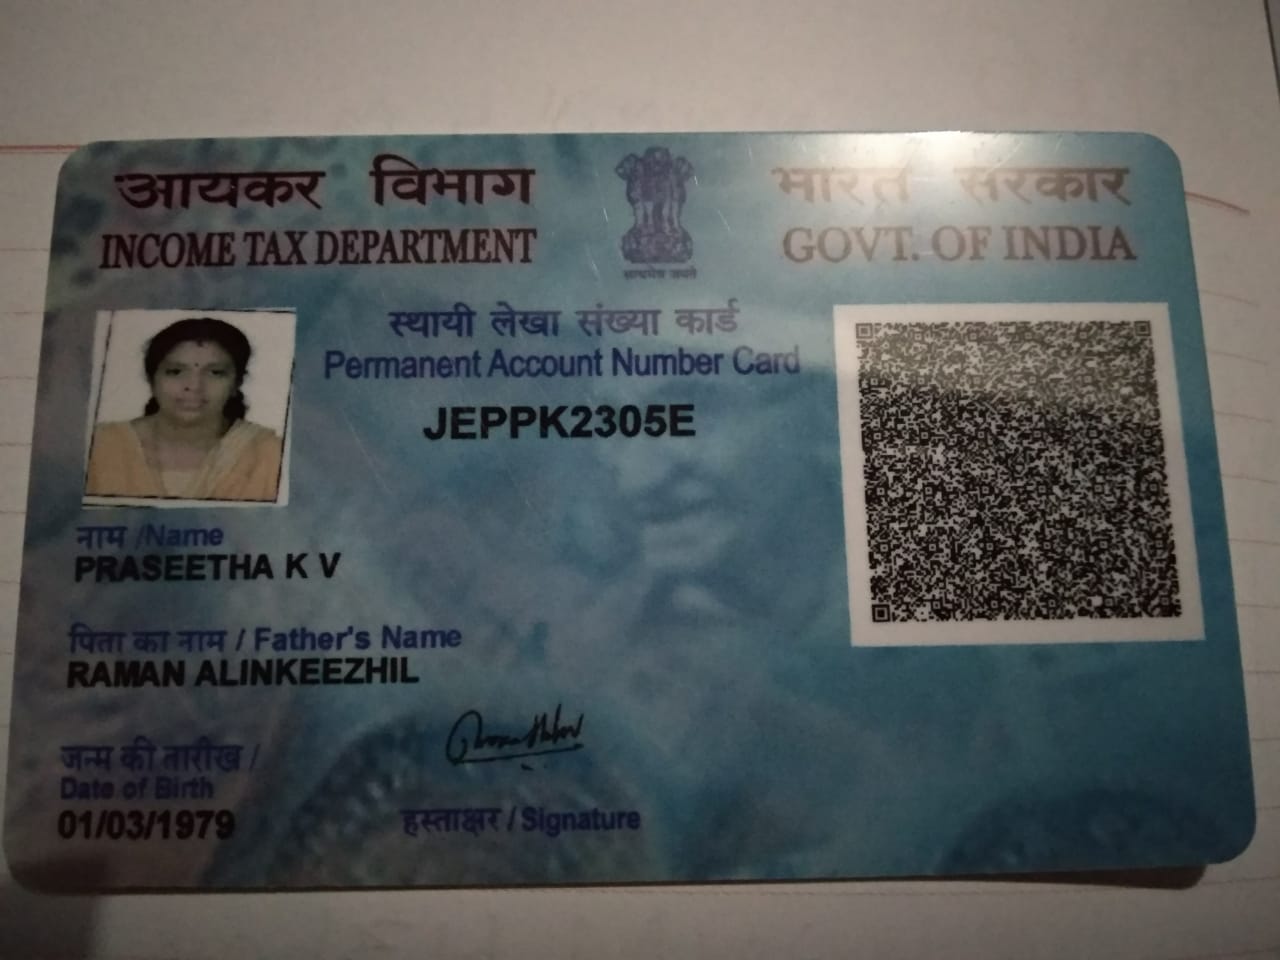 आयकर विभाग
INCOME TAX DEPARTMENT
सत्यमेव जयते
भारत सरकार
GOVT. OF INDIA
स्थायी लेखा संख्या कार्ड
Permanent Account Number Card
JEPPK2305E
नाम /Name
PRASEETHA K V
पिता का नाम / Father's Name
RAMAN ALINKEEZHIL
जन्म की तारीख /
Date of Birth
01/03/1979
हस्ताक्षर / Signature